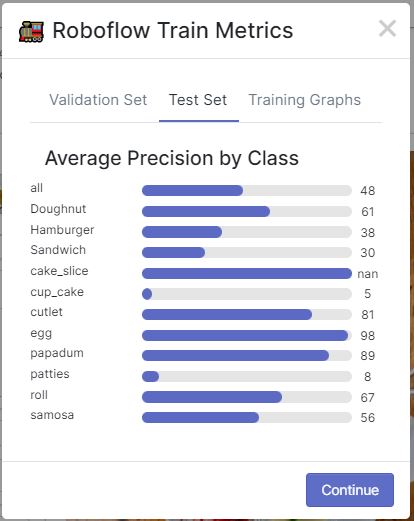 Roboflow Train Metrics
Validation Set Test Set Training Graphs
Average Precision by Class
all 48
Doughnut 61
Hamburger 38
Sandwich 30
cake_slice nan
cup_cake 5
cutlet 81
egg 98
papadum 89
patties 8
roll 67
samosa 56
Continue